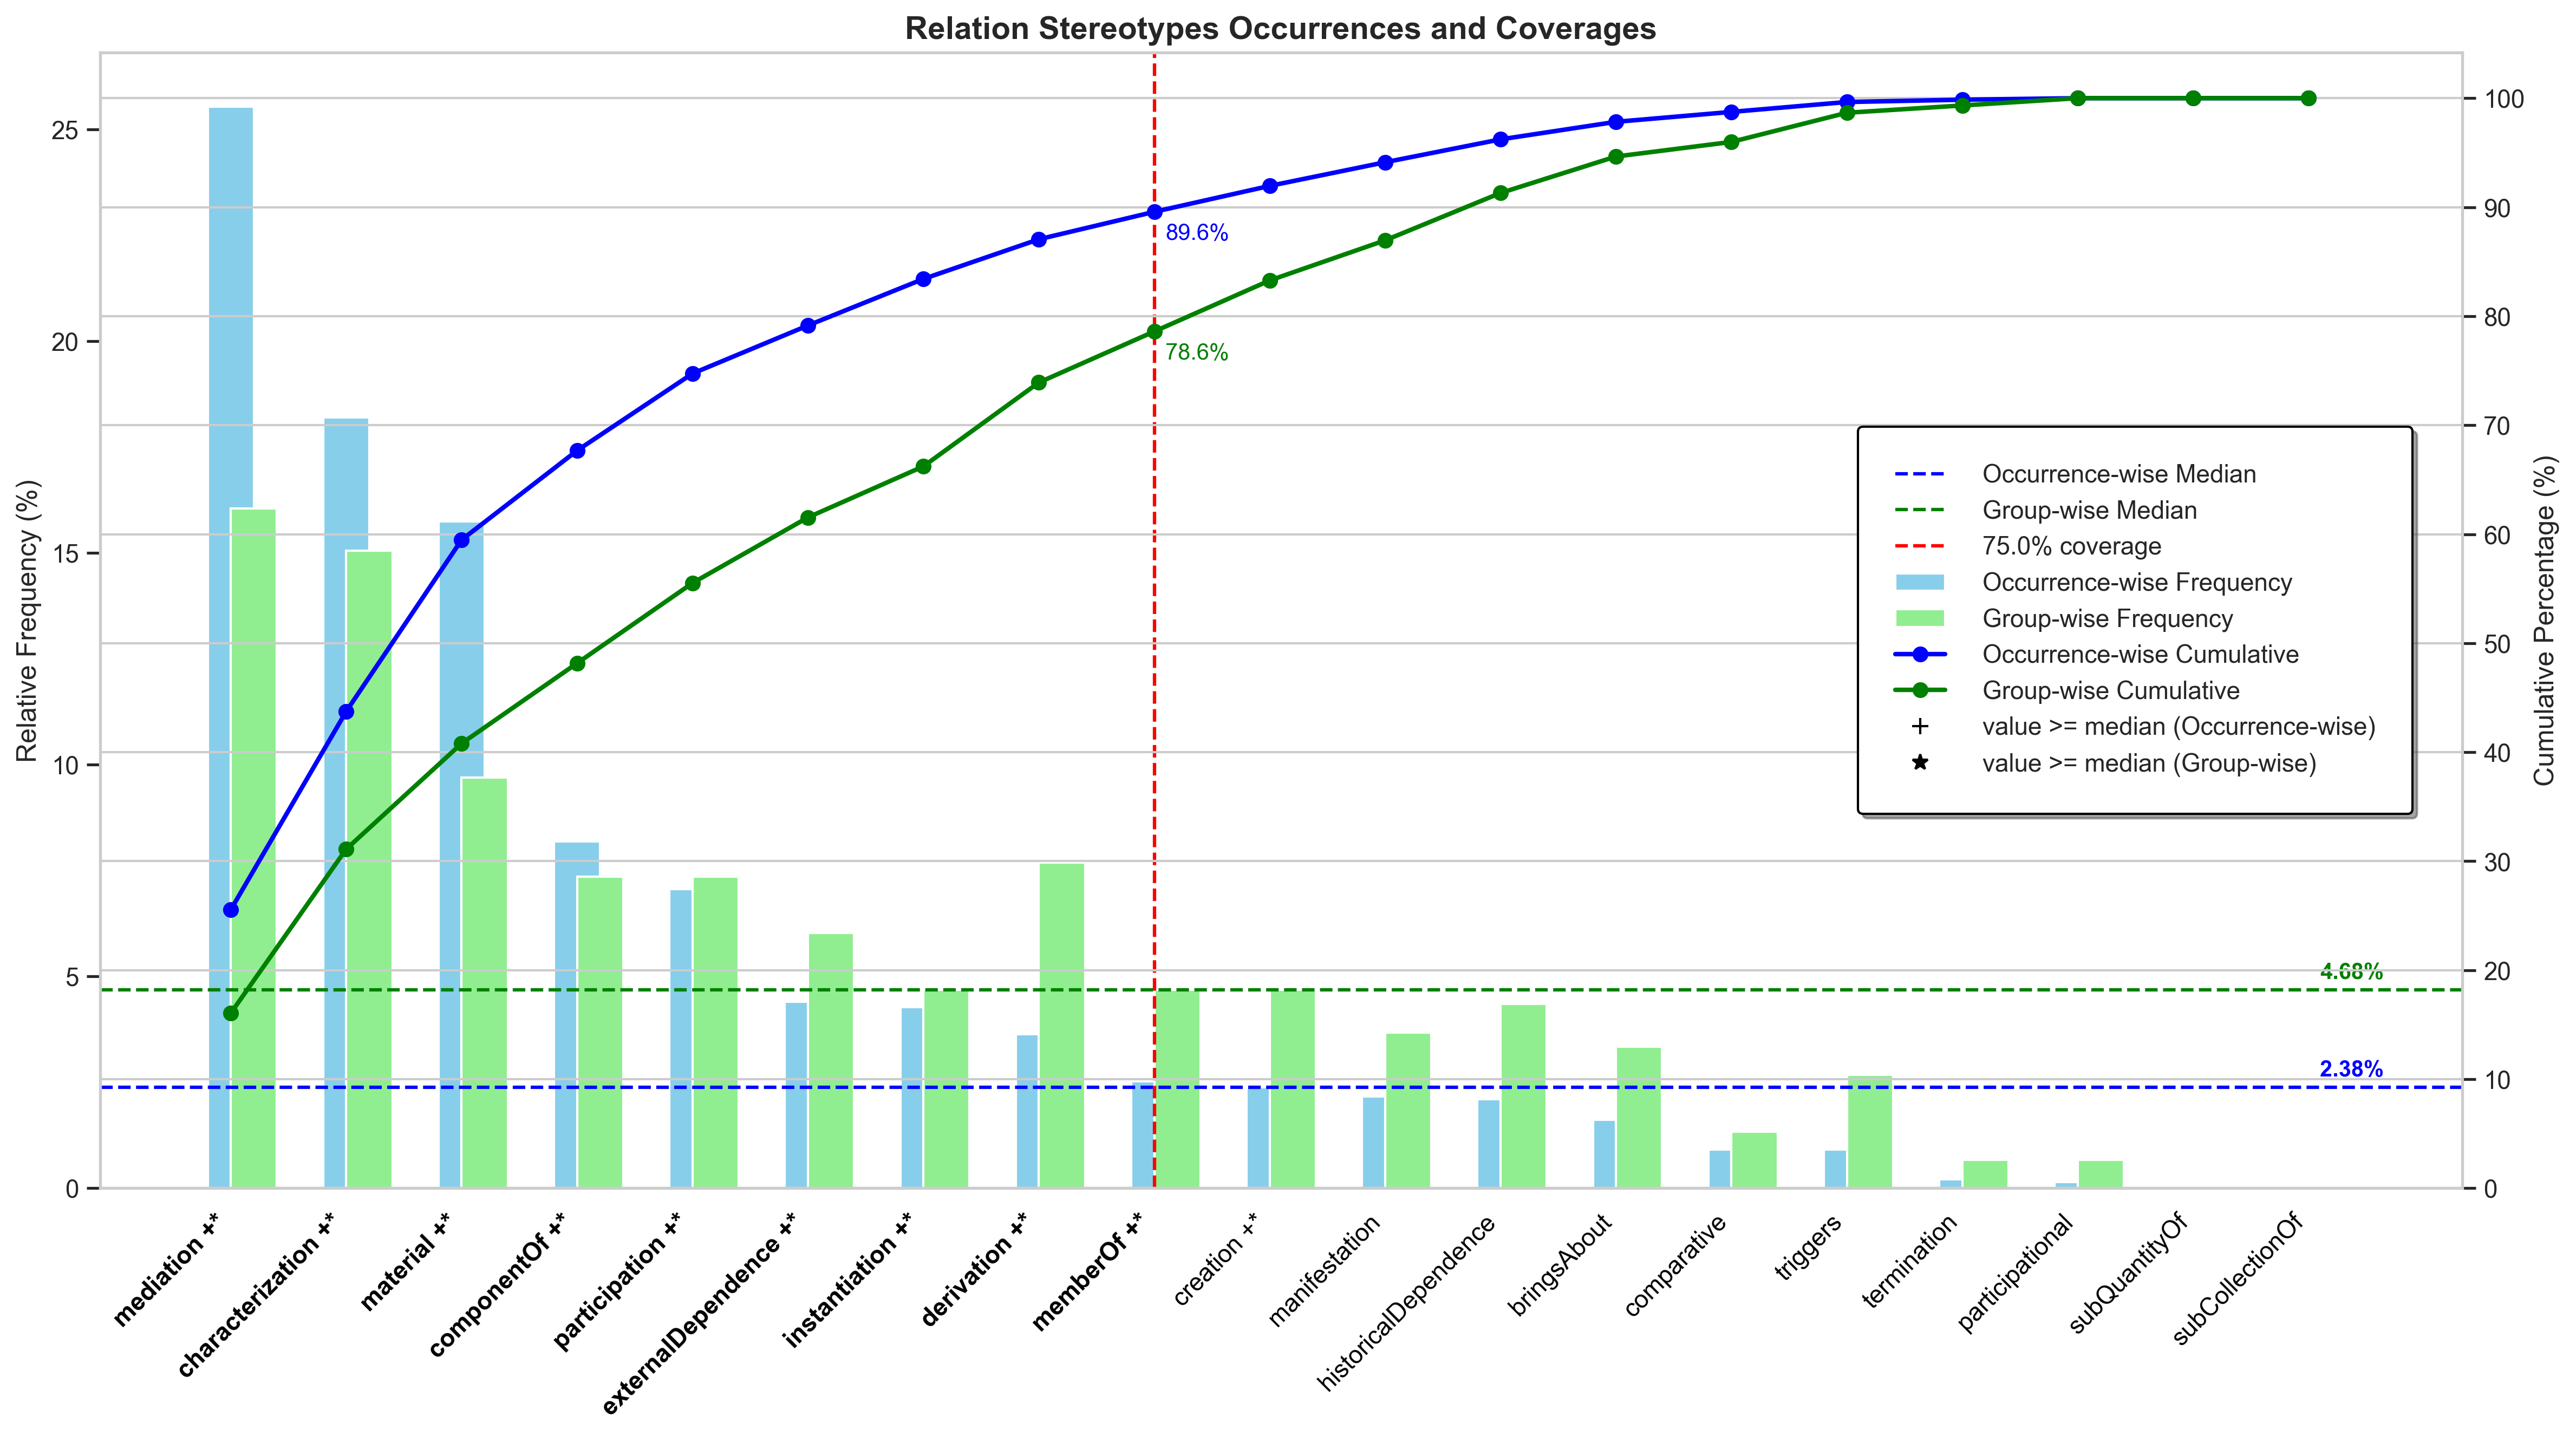 Relation Stereotypes Occurrences and Coverages
Relative Frequency (%)
25
20
15
10
5
0
100
90
80
70
60
50
40
30
20
10
0
Cumulative Percentage (%)
89.6%
78.6%
4.68%
2.38%
Occurrence-wise Median
Group-wise Median
75.0% coverage
Occurrence-wise Frequency
Group-wise Frequency
Occurrence-wise Cumulative
Group-wise Cumulative
value >= median (Occurrence-wise)
value >= median (Group-wise)
mediation +*
characterization +*
material +*
componentOf +*
participation +*
externalDependence +*
instantiation +*
derivation +*
memberOf +*
creation +*
manifestation
historicalDependence
bringsAbout
comparative
triggers
termination
participational
subQuantityOf
subCollectionOf